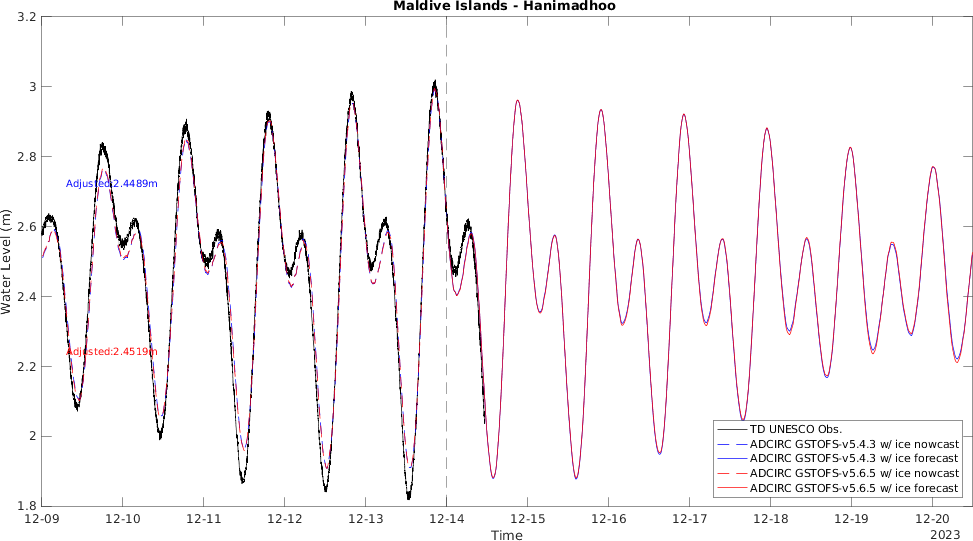 Maldive Islands - Hanimadhoo
3.2
3
2.8
2.6
2.4
2.2
2
1.8
Water Level (m)
Adjusted:2.4489m
Adjusted:2.4519m
TD UNESCO Obs.
ADCIRC GSTOFS-v5.4.3 w/ ice nowcast
ADCIRC GSTOFS-v5.4.3 w/ ice forecast
ADCIRC GSTOFS-v5.6.5 w/ ice nowcast
ADCIRC GSTOFS-v5.6.5 w/ ice forecast
12-09 12-10 12-11 12-12 12-13 12-14 12-15 12-16 12-17 12-18 12-19 12-20
Time
2023